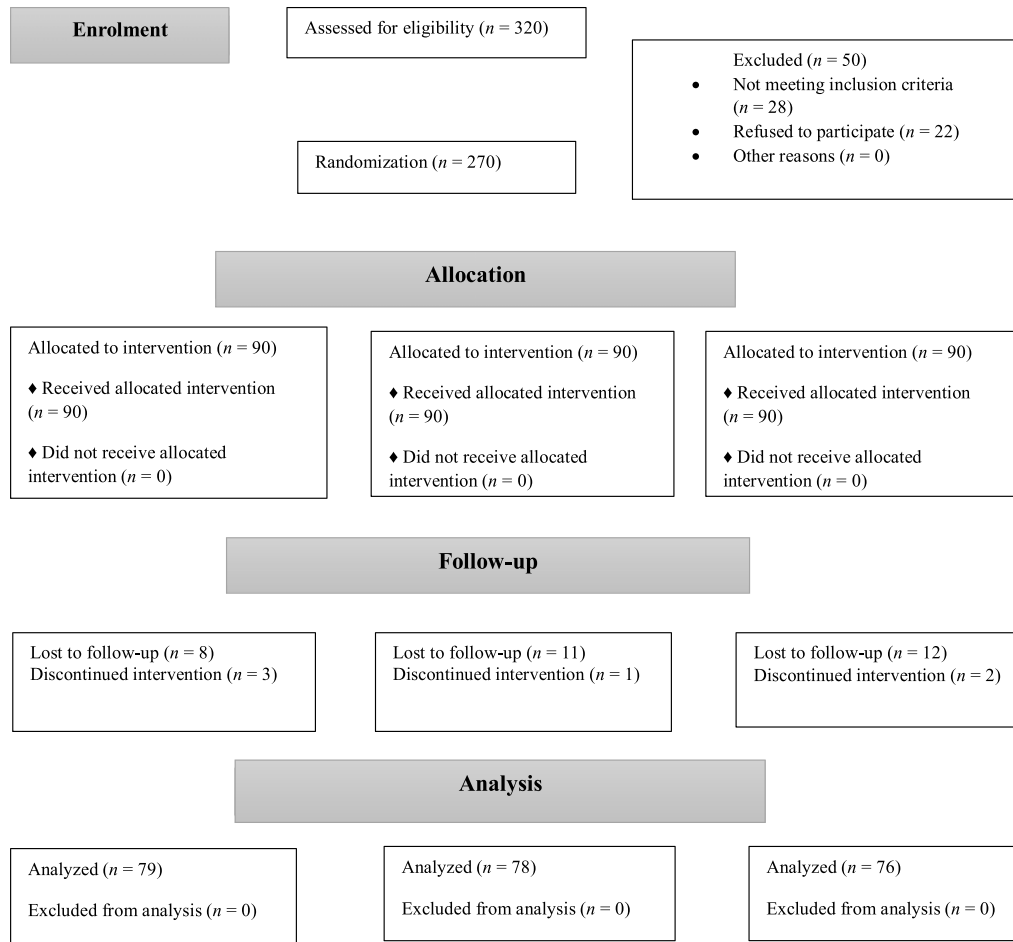 Enrolment
Assessed for eligibility (n = 320)
Excluded (n = 50)
• Not meeting inclusion criteria
(n = 28)
• Refused to participate (n = 22)
• Other reasons (n = 0)
Randomization (n = 270)
Allocation
Allocated to intervention (n = 90)
♦ Received allocated intervention
(n = 90)
♦ Did not receive allocated
intervention (n = 0)
Allocated to intervention (n = 90)
♦ Received allocated intervention
(n = 90)
♦ Did not receive allocated
intervention (n = 0)
Allocated to intervention (n = 90)
♦ Received allocated intervention
(n = 90)
♦ Did not receive allocated
intervention (n = 0)
Follow-up
Lost to follow-up (n = 8)
Discontinued intervention (n = 3)
Lost to follow-up (n = 11)
Discontinued intervention (n = 1)
Lost to follow-up (n = 12)
Discontinued intervention (n = 2)
Analysis
Analyzed (n = 79)
Excluded from analysis (n = 0)
Analyzed (n = 78)
Excluded from analysis (n = 0)
Analyzed (n = 76)
Excluded from analysis (n = 0)